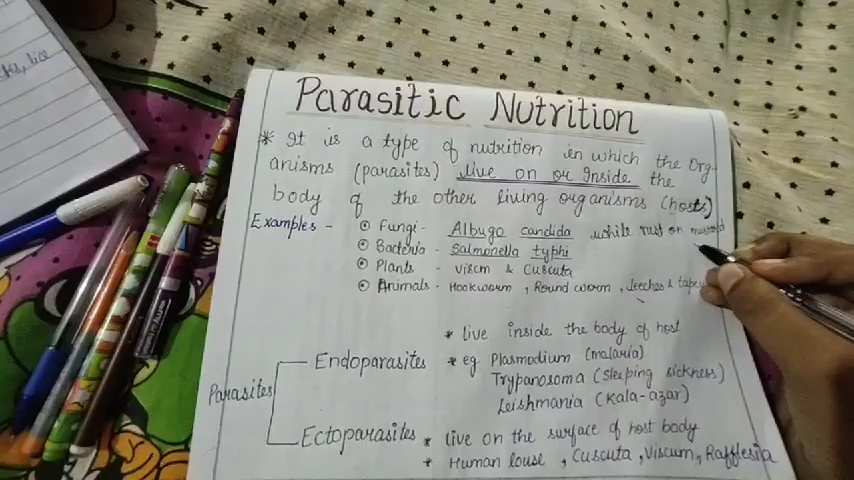 Parasitic Nutrition
* It is a type of nutrition in which the Org-
anisms (parasites) live on or Inside the
body of the other living organisms (hosts)
Examples - ⊙ Fungi - Albugo candida, while rust on mustard
⊙ Bacteria - Salmonella typhi
⊙ Plants - viscm & Cuscuta
⊙ Animals - Hookworm, Round worm, Leeches &
* live inside the body of host
Endoparasites * eg Plasmodium (malaria)
Trypanosoma (sleeping sickness)
Parasites
Leishmania (Kala-azar)
Ectoparasites * live on the surface of host body
* Human louse, Cuscuta, Viscum, Rafflesia